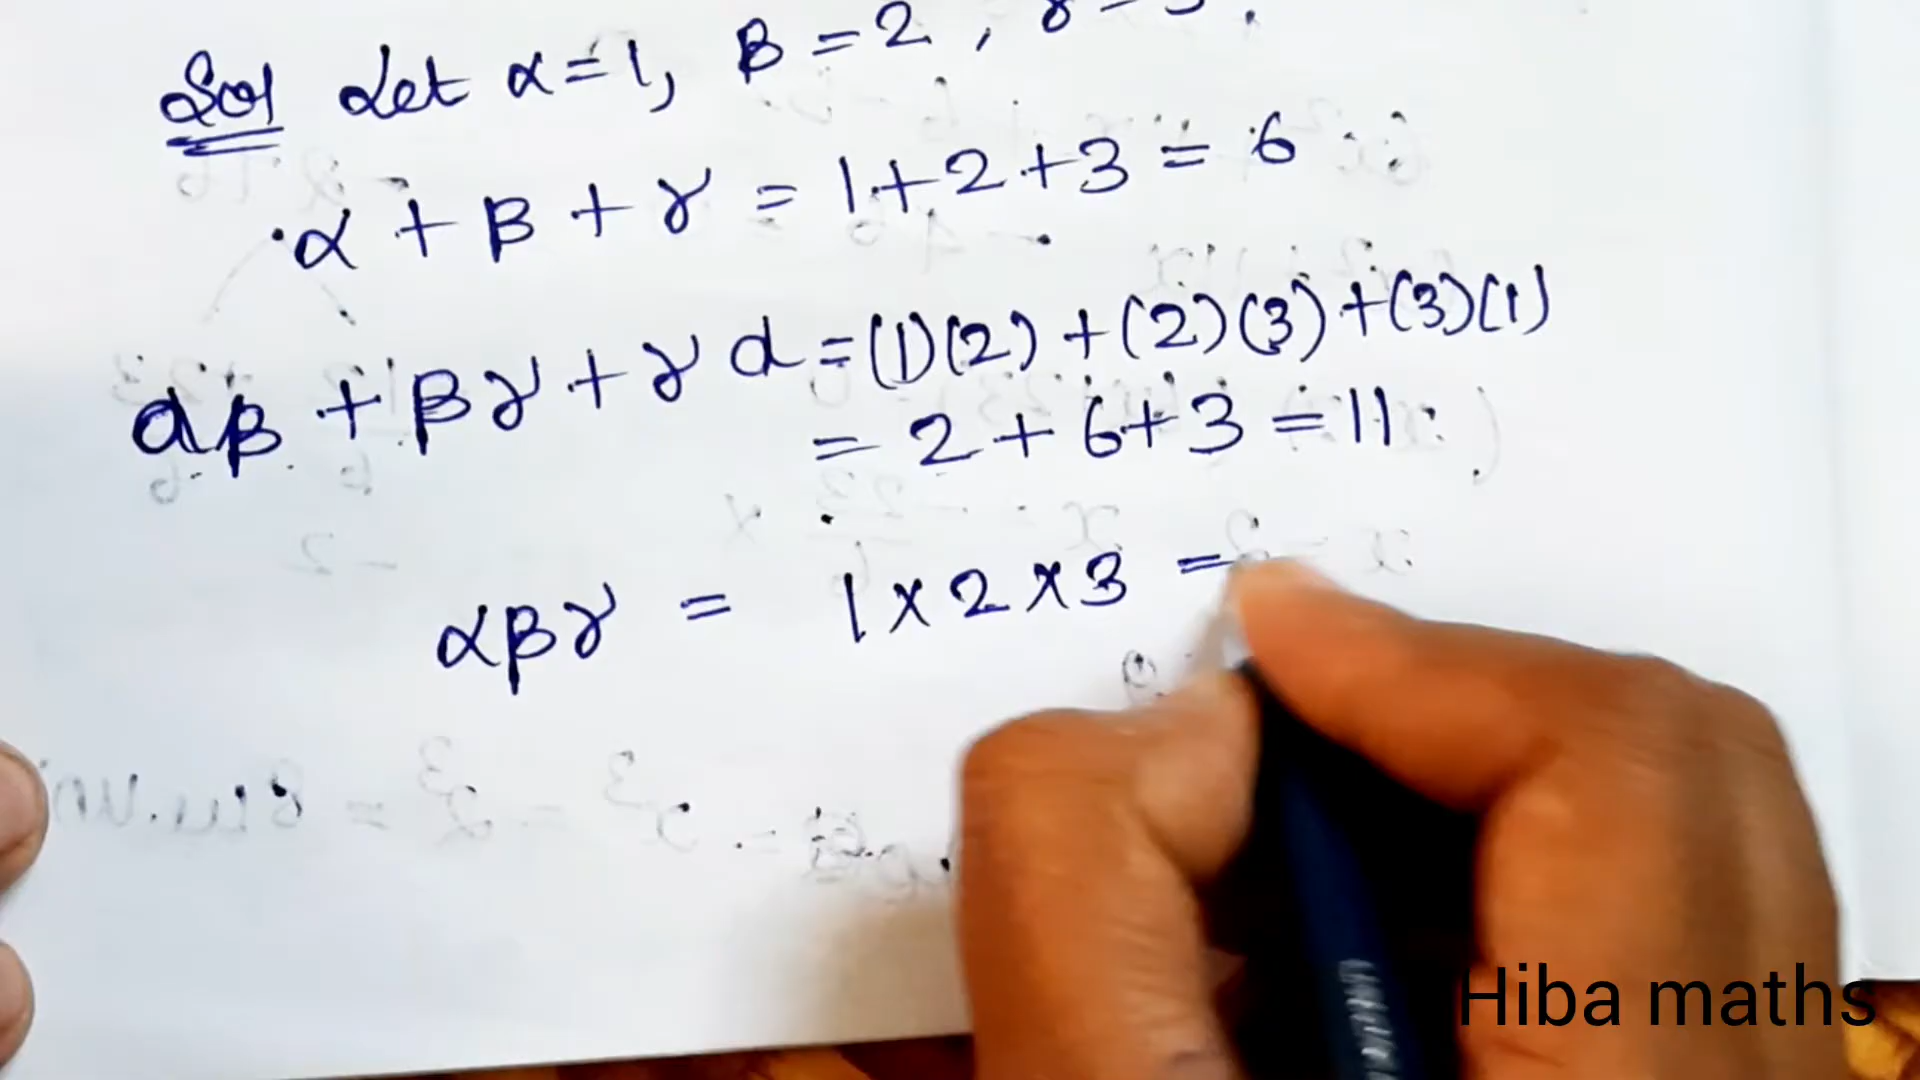 Sol Let α = 1, β = 2, γ = 3.
α + β + γ = 1 + 2 + 3 = 6
αβ + βγ + γα = (1)(2) + (2)(3) + (3)(1)
= 2 + 6 + 3 = 11
αβγ = 1 × 2 × 3 =
Hiba maths